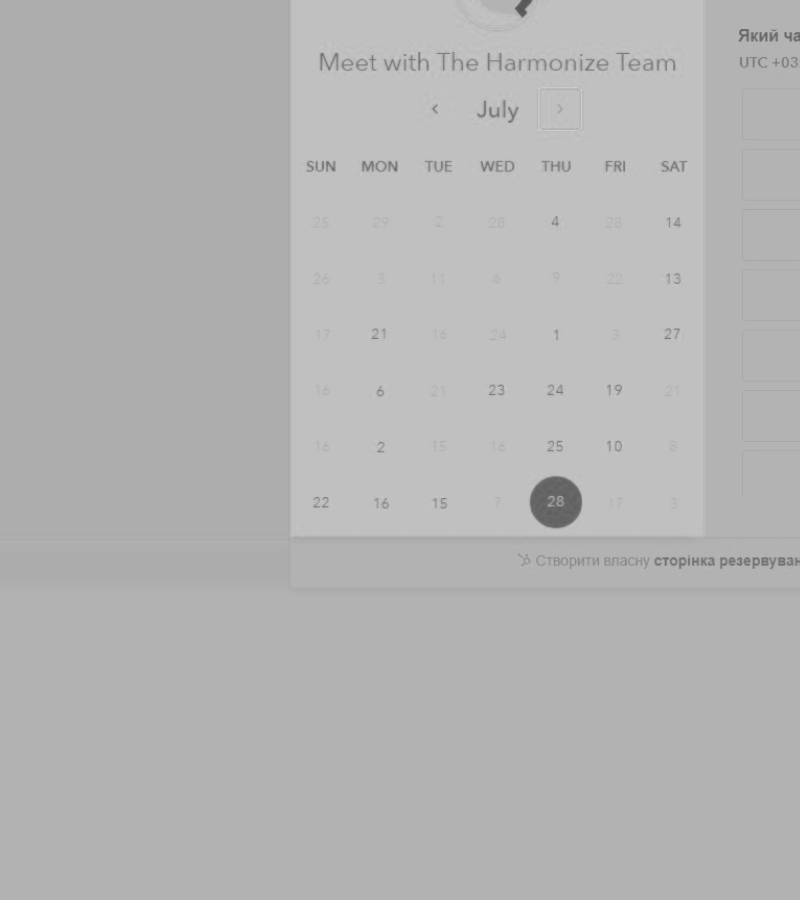 Який ча
Meet with The Harmonize Team
UTC +03
July
SUN MON TUE WED THU FRI SAT
25 29 2 28 4 28 14
26 3 11 6 9 22 13
17 21 16 24 1 3 27
16 6 21 23 24 19 21
16 2 15 16 25 10 8
22 16 15 7 28 17 3
Створити власну сторінка резервуван